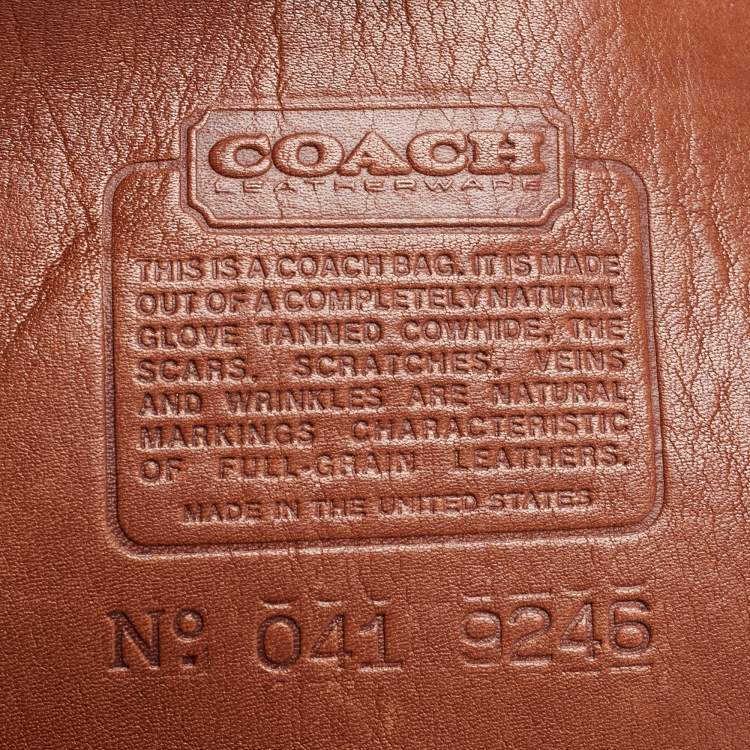 COACH
LEATHERWARE
THIS IS A COACH BAG. IT IS MADE
OUT OF A COMPLETELY NATURAL
GLOVE TANNED COWHIDE, THE
SCARS, SCRATCHES, VEINS
AND WRINKLES ARE NATURAL
MARKINGS CHARACTERISTIC
OF FULL-GRAIN LEATHERS.
MADE IN THE UNITED STATES
No. 041 9246